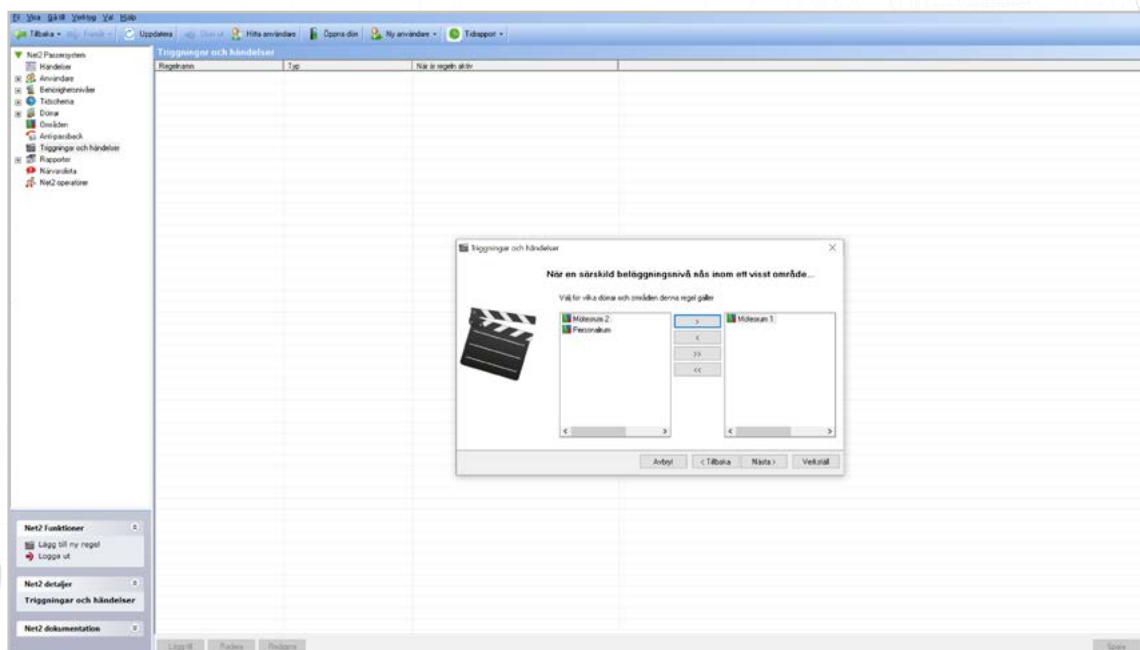 Visa Gå till Verktyg Val Hjälp
Tillbaka Framåt Uppdatera Skriv ut Hitta användare Öppna dörr Ny användare Tidrapport
Net2 Passersystem
Händelser
Användare
Behörighetsnivåer
Tidschema
Dörrar
Områden
Anti-passback
Triggningar och händelser
Rapporter
Närvarolista
Net2 operatörer
Triggningar och händelser
Regelnamn Typ När är regeln aktiv
Triggningar och händelser
När en särskild beläggningsnivå nås inom ett visst område...
Välj för vilka dörrar och områden denna regel gäller
Mötesrum 2
Personalrum
>
<
>>
<<
Mötesrum 1
Avbryt < Tillbaka Nästa > Verkställ
Net2 Funktioner
Lägg till ny regel
Logga ut
Net2 detaljer
Triggningar och händelser
Net2 dokumentation
Lägg till Radera Redigera Spara